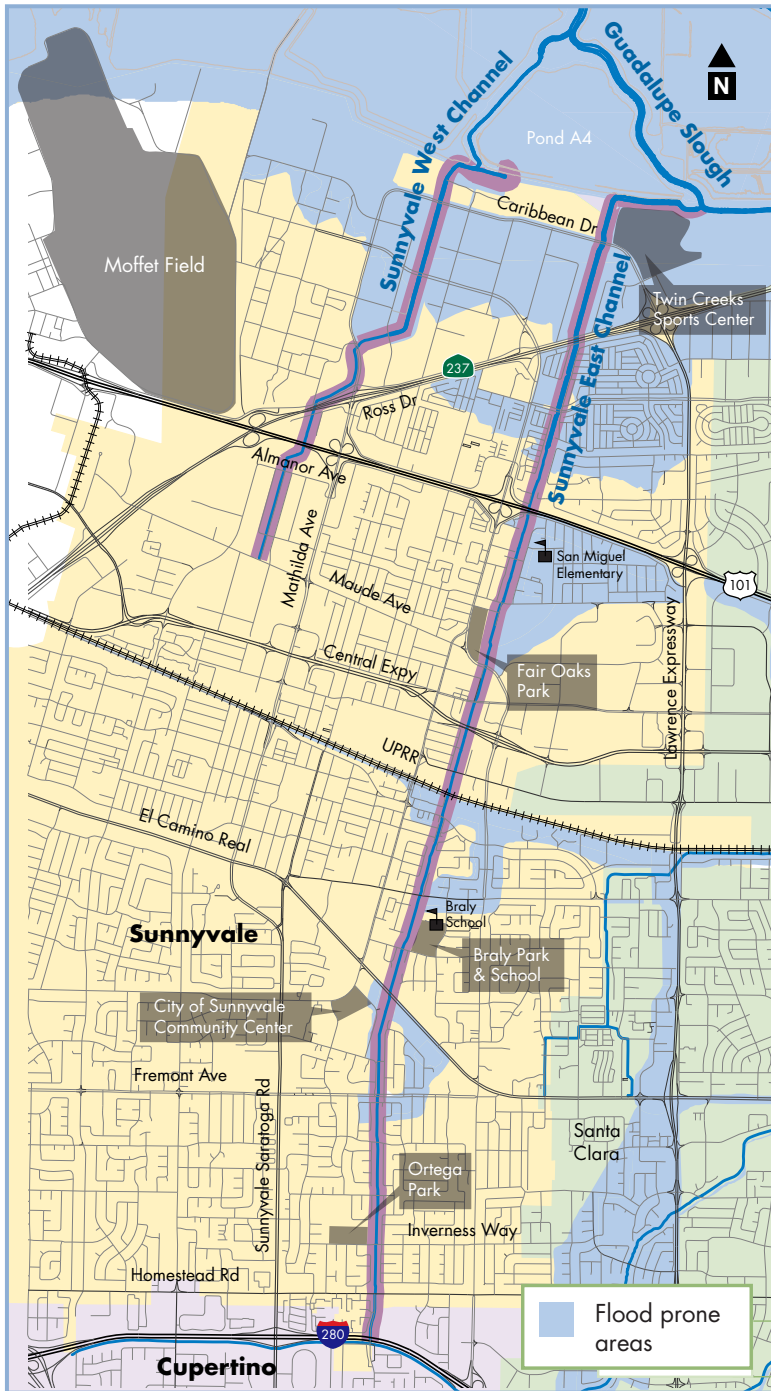 Guadalupe Slough
N
Sunnyvale West Channel
Pond A4
Caribbean Dr
Moffet Field
Sunnyvale East Channel
Twin Creeks
Sports Center
237
Ross Dr
Almanor Ave
Mathilda Ave
San Miguel
Elementary
101
Maude Ave
Lawrence Expressway
Central Expy
Fair Oaks
Park
UPRR
El Camino Real
Braly
School
Sunnyvale
Braly Park
& School
City of Sunnyvale
Community Center
Fremont Ave
Sunnyvale Saratoga Rd
Santa
Clara
Ortega
Park
Inverness Way
Homestead Rd
280
Cupertino
Flood prone
areas